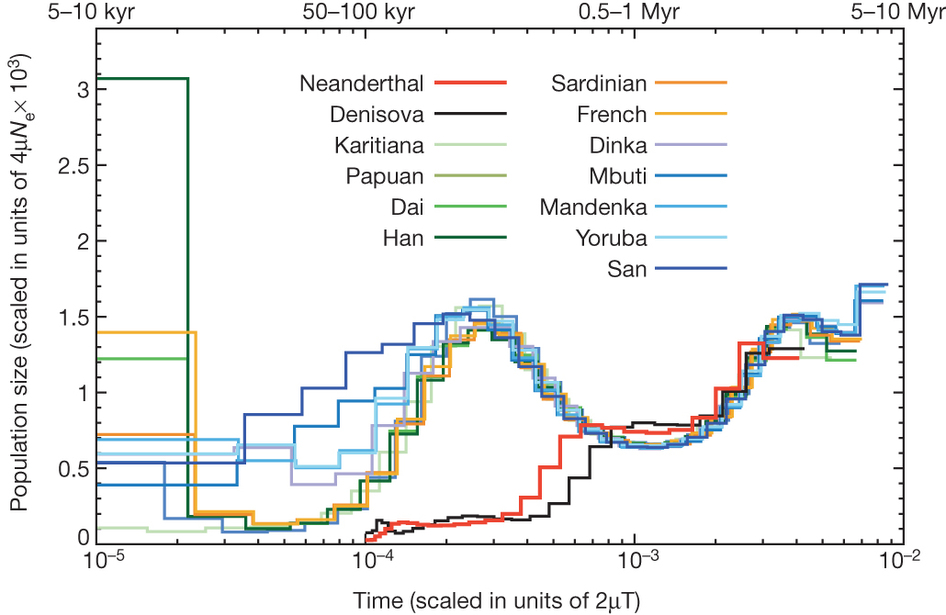 5–10 kyr 50–100 kyr 0.5–1 Myr 5–10 Myr
Population size (scaled in units of 4μNₑ× 10³)
3
2.5
2
1.5
1
0.5
0
Neanderthal
Denisova
Karitiana
Papuan
Dai
Han
Sardinian
French
Dinka
Mbuti
Mandenka
Yoruba
San
10⁻⁵ 10⁻⁴ 10⁻³ 10⁻²
Time (scaled in units of 2μT)